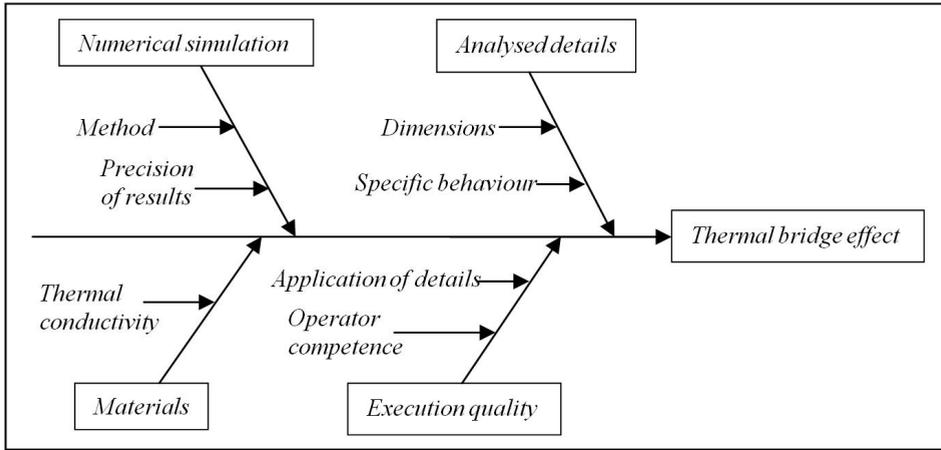 Numerical simulation
Analysed details
Method
Precision
of results
Dimensions
Specific behaviour
Thermal bridge effect
Thermal
conductivity
Application of details
Operator
competence
Materials
Execution quality